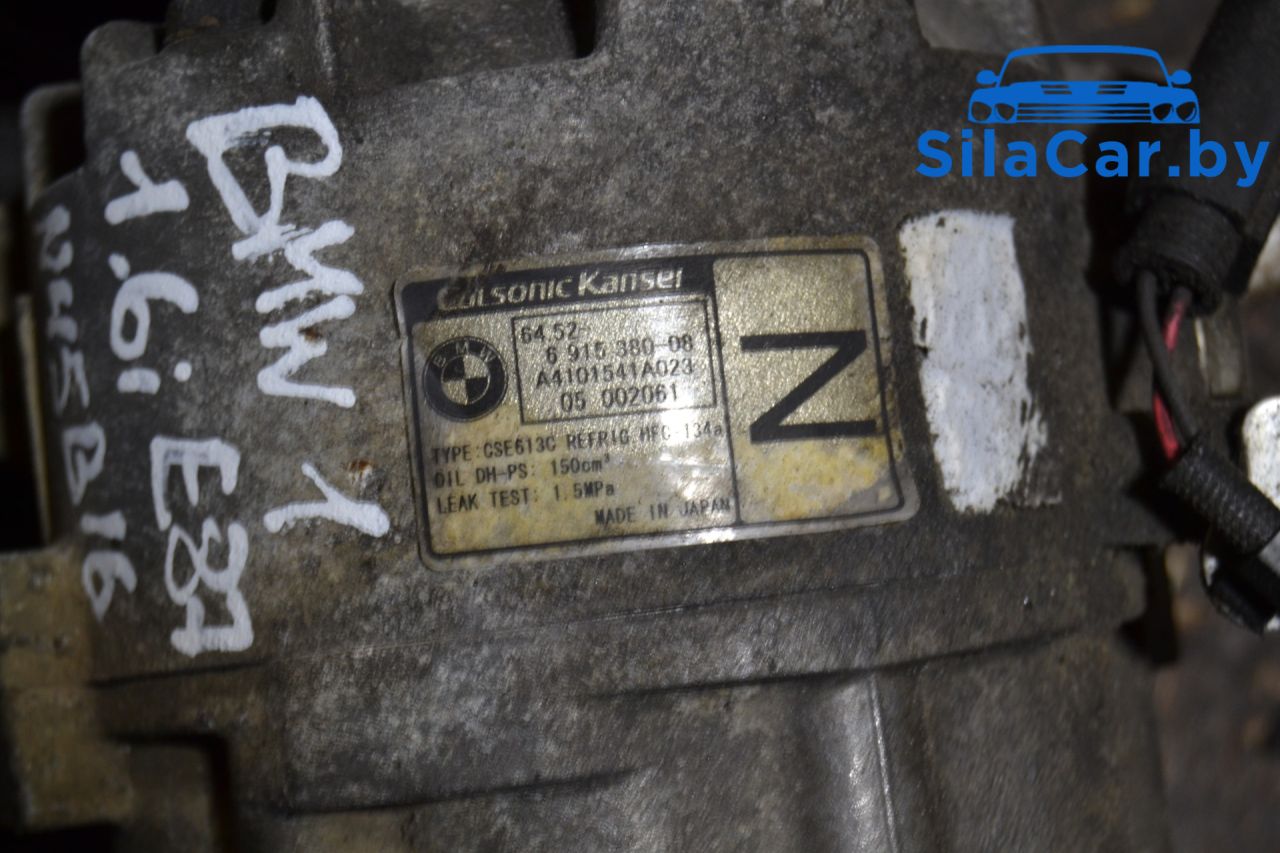 SilaCar.by
BMW 1
1.6i E87
N45B16
Calsonic Kansei
BMW
64.52
6 915 380-08
A4101541A023
05 002061
TYPE:CSE613C REFRIG HFC 134a
OIL DH-PS: 150cm³
LEAK TEST: 1.5MPa
MADE IN JAPAN
N